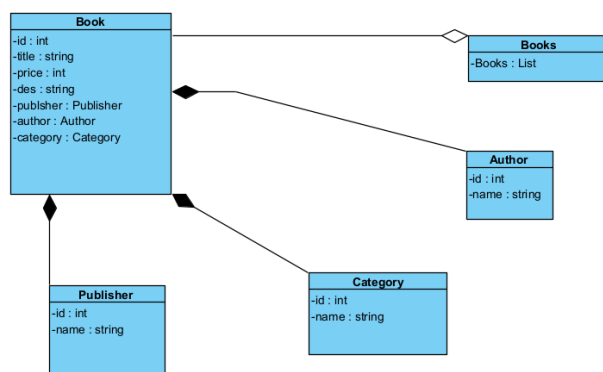 Book
-id : int
-title : string
-price : int
-des : string
-publsher : Publisher
-author : Author
-category : Category
Books
-Books : List
Author
-id : int
-name : string
Category
-id : int
-name : string
Publisher
-id : int
-name : string